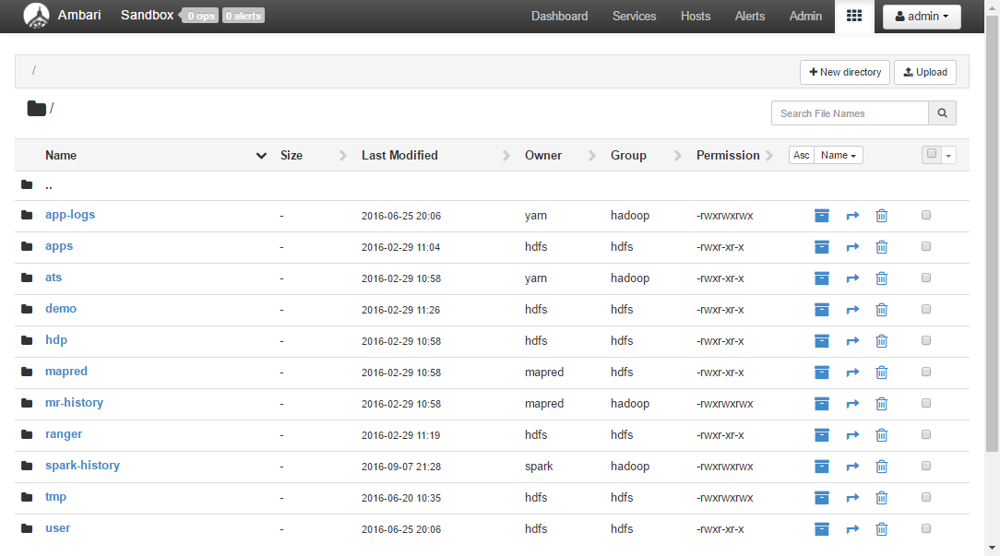 Ambari Sandbox 0 ops 0 alerts Dashboard Services Hosts Alerts Admin admin
/ New directory Upload
/ Search File Names
Name Size Last Modified Owner Group Permission Asc Name
..
app-logs - 2016-06-25 20:06 yarn hadoop -rwxrwxrwx
apps - 2016-02-29 11:04 hdfs hdfs -rwxr-xr-x
ats - 2016-02-29 10:58 yarn hadoop -rwxr-xr-x
demo - 2016-02-29 11:26 hdfs hdfs -rwxr-xr-x
hdp - 2016-02-29 10:58 hdfs hdfs -rwxr-xr-x
mapred - 2016-02-29 10:58 mapred hdfs -rwxr-xr-x
mr-history - 2016-02-29 10:58 mapred hadoop -rwxrwxrwx
ranger - 2016-02-29 11:19 hdfs hdfs -rwxr-xr-x
spark-history - 2016-09-07 21:28 spark hadoop -rwxrwxrwx
tmp - 2016-06-20 10:35 hdfs hdfs -rwxrwxrwx
user - 2016-06-25 20:06 hdfs hdfs -rwxr-xr-x